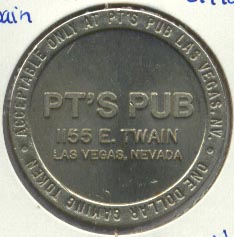 ain
ACCEPTABLE ONLY AT PT'S PUB LAS VEGAS, NV.
PT'S PUB
1155 E. TWAIN
LAS VEGAS, NEVADA
ONE DOLLAR GAMING TOKEN